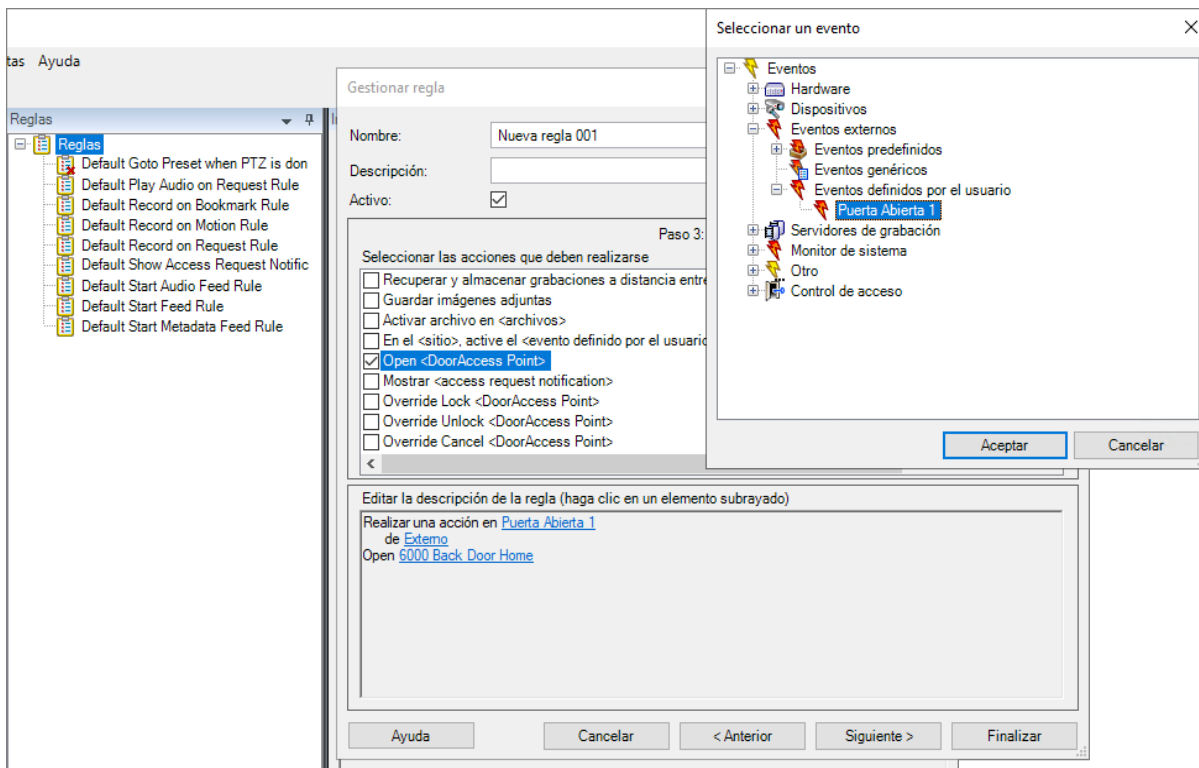 tas Ayuda
Reglas
Reglas
Default Goto Preset when PTZ is don
Default Play Audio on Request Rule
Default Record on Bookmark Rule
Default Record on Motion Rule
Default Record on Request Rule
Default Show Access Request Notific
Default Start Audio Feed Rule
Default Start Feed Rule
Default Start Metadata Feed Rule
Gestionar regla
Nombre: Nueva regla 001
Descripción:
Activo:
Paso 3:
Seleccionar las acciones que deben realizarse
Recuperar y almacenar grabaciones a distancia entre
Guardar imágenes adjuntas
Activar archivo en <archivos>
En el <sitio>, active el <evento definido por el usuario
Open <DoorAccess Point>
Mostrar <access request notification>
Override Lock <DoorAccess Point>
Override Unlock <DoorAccess Point>
Override Cancel <DoorAccess Point>
Editar la descripción de la regla (haga clic en un elemento subrayado)
Realizar una acción en Puerta Abierta 1
de Externo
Open 6000 Back Door Home
Ayuda Cancelar < Anterior Siguiente > Finalizar
Seleccionar un evento
Eventos
Hardware
Dispositivos
Eventos externos
Eventos predefinidos
Eventos genéricos
Eventos definidos por el usuario
Puerta Abierta 1
Servidores de grabación
Monitor de sistema
Otro
Control de acceso
Aceptar Cancelar